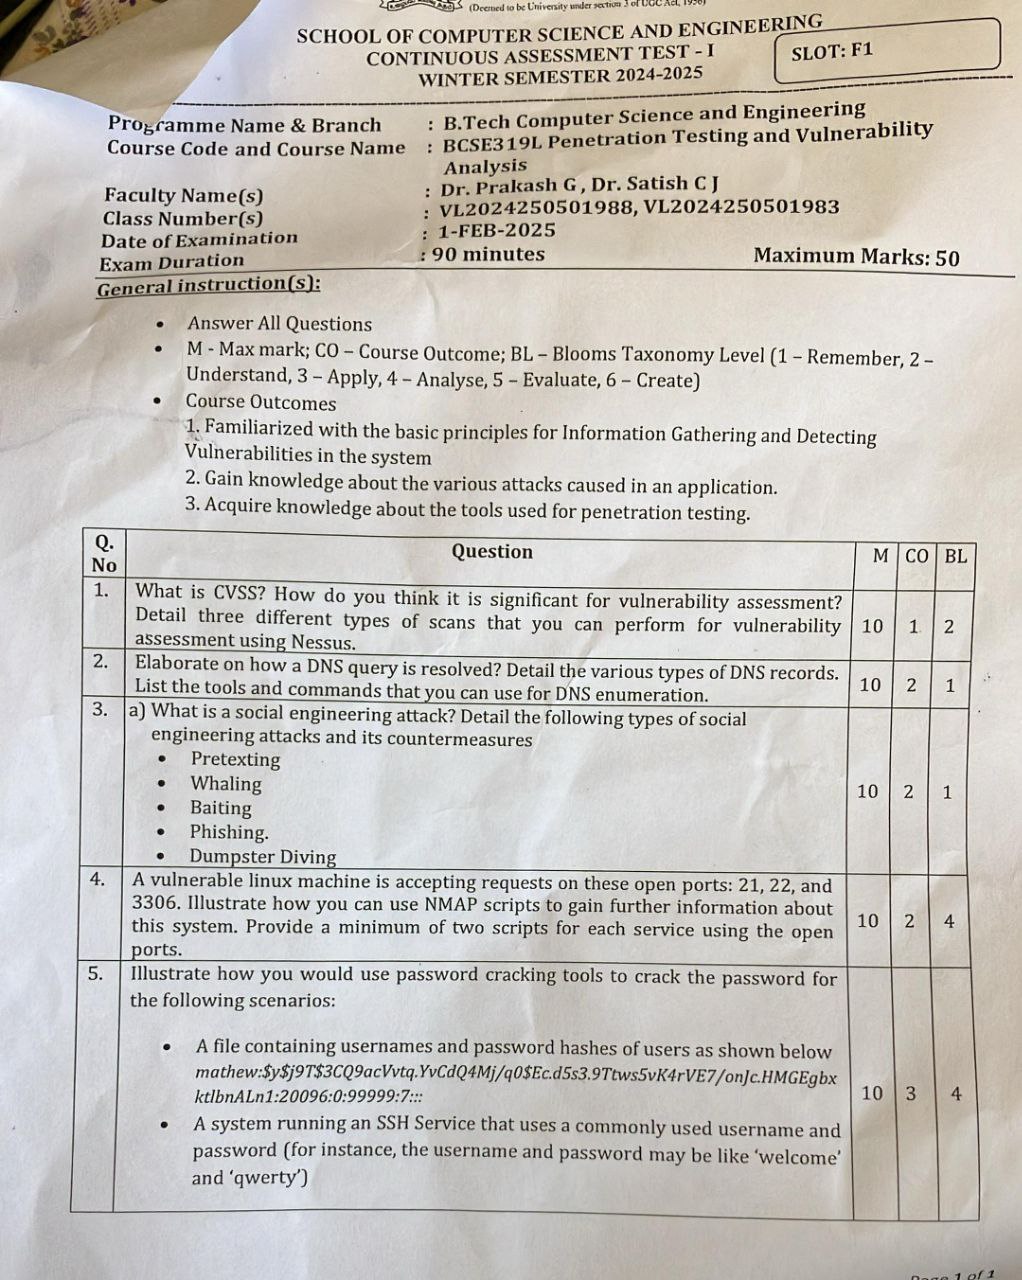 (Deemed to be University under section 3 of UGC Act, 1956)
SCHOOL OF COMPUTER SCIENCE AND ENGINEERING
CONTINUOUS ASSESSMENT TEST - I
WINTER SEMESTER 2024-2025
SLOT: F1
Programme Name & Branch : B.Tech Computer Science and Engineering
Course Code and Course Name : BCSE319L Penetration Testing and Vulnerability
Analysis
Faculty Name(s) : Dr. Prakash G , Dr. Satish C J
Class Number(s) : VL2024250501988, VL2024250501983
Date of Examination : 1-FEB-2025
Exam Duration : 90 minutes Maximum Marks: 50
General instruction(s):
• Answer All Questions
• M - Max mark; CO – Course Outcome; BL – Blooms Taxonomy Level (1 – Remember, 2 –
Understand, 3 – Apply, 4 – Analyse, 5 – Evaluate, 6 – Create)
• Course Outcomes
1. Familiarized with the basic principles for Information Gathering and Detecting
Vulnerabilities in the system
2. Gain knowledge about the various attacks caused in an application.
3. Acquire knowledge about the tools used for penetration testing.
Q. No Question M CO BL
1. What is CVSS? How do you think it is significant for vulnerability assessment?
Detail three different types of scans that you can perform for vulnerability 10 1 2
assessment using Nessus.
2. Elaborate on how a DNS query is resolved? Detail the various types of DNS records.
List the tools and commands that you can use for DNS enumeration. 10 2 1
3. a) What is a social engineering attack? Detail the following types of social
engineering attacks and its countermeasures
• Pretexting
• Whaling 10 2 1
• Baiting
• Phishing.
• Dumpster Diving
4. A vulnerable linux machine is accepting requests on these open ports: 21, 22, and
3306. Illustrate how you can use NMAP scripts to gain further information about
this system. Provide a minimum of two scripts for each service using the open 10 2 4
ports.
5. Illustrate how you would use password cracking tools to crack the password for
the following scenarios:
• A file containing usernames and password hashes of users as shown below
mathew:$y$j9T$3CQ9acVvtq.YvCdQ4Mj/q0$Ec.d5s3.9Ttws5vK4rVE7/onJc.HMGEgbx
ktlbnALn1:20096:0:99999:7::: 10 3 4
• A system running an SSH Service that uses a commonly used username and
password (for instance, the username and password may be like ‘welcome’
and ‘qwerty’)
Page 1 of 1